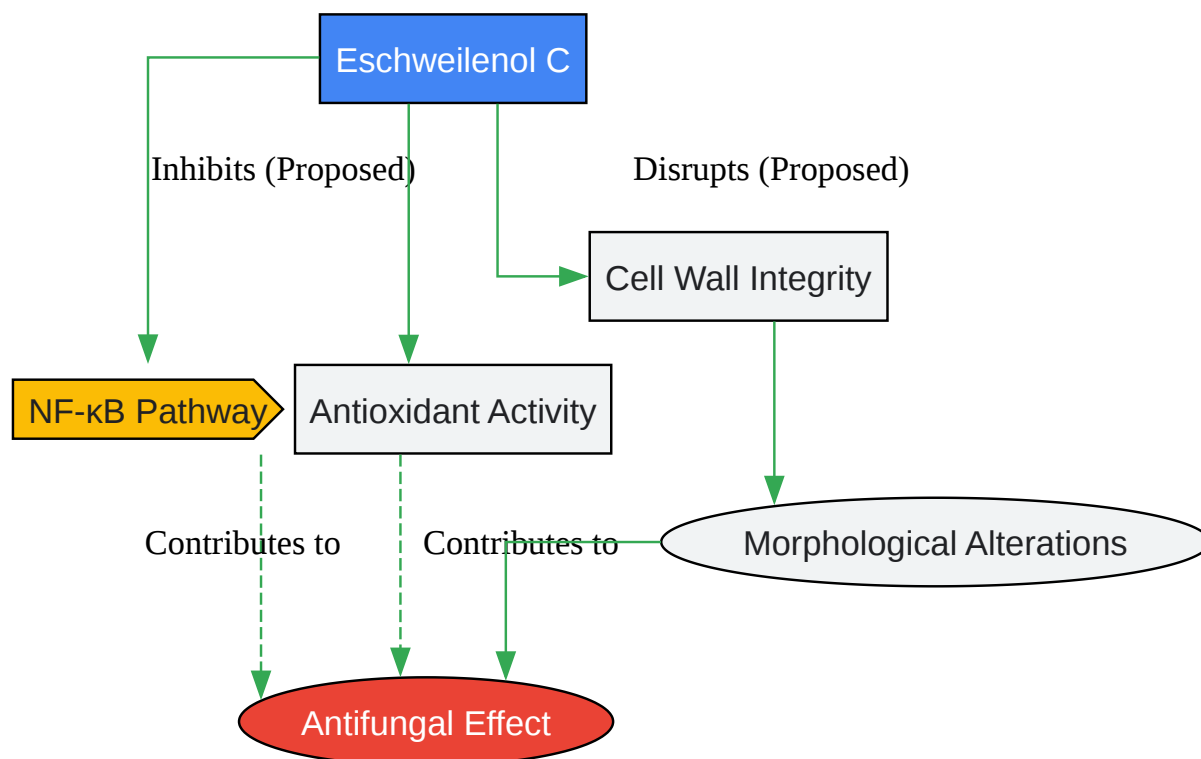 Eschweilenol C
Inhibits (Proposed)
Disrupts (Proposed)
Cell Wall Integrity
NF-κB Pathway
Antioxidant Activity
Contributes to
Contributes to
Morphological Alterations
Antifungal Effect